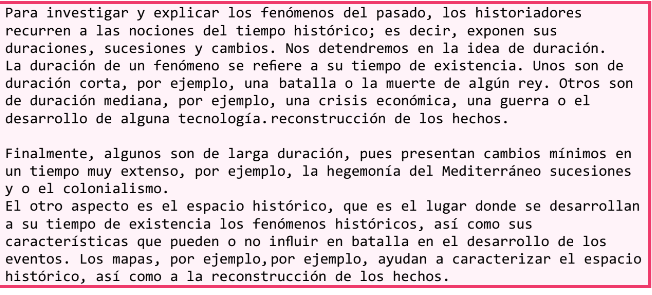 Para investigar y explicar los fenómenos del pasado, los historiadores
recurren a las nociones del tiempo histórico; es decir, exponen sus
duraciones, sucesiones y cambios. Nos detendremos en la idea de duración.
La duración de un fenómeno se refiere a su tiempo de existencia. Unos son de
duración corta, por ejemplo, una batalla o la muerte de algún rey. Otros son
de duración mediana, por ejemplo, una crisis económica, una guerra o el
desarrollo de alguna tecnología.reconstrucción de los hechos.
Finalmente, algunos son de larga duración, pues presentan cambios mínimos en
un tiempo muy extenso, por ejemplo, la hegemonía del Mediterráneo sucesiones
y o el colonialismo.
El otro aspecto es el espacio histórico, que es el lugar donde se desarrollan
a su tiempo de existencia los fenómenos históricos, así como sus
características que pueden o no influir en batalla en el desarrollo de los
eventos. Los mapas, por ejemplo,por ejemplo, ayudan a caracterizar el espacio
histórico, así como a la reconstrucción de los hechos.